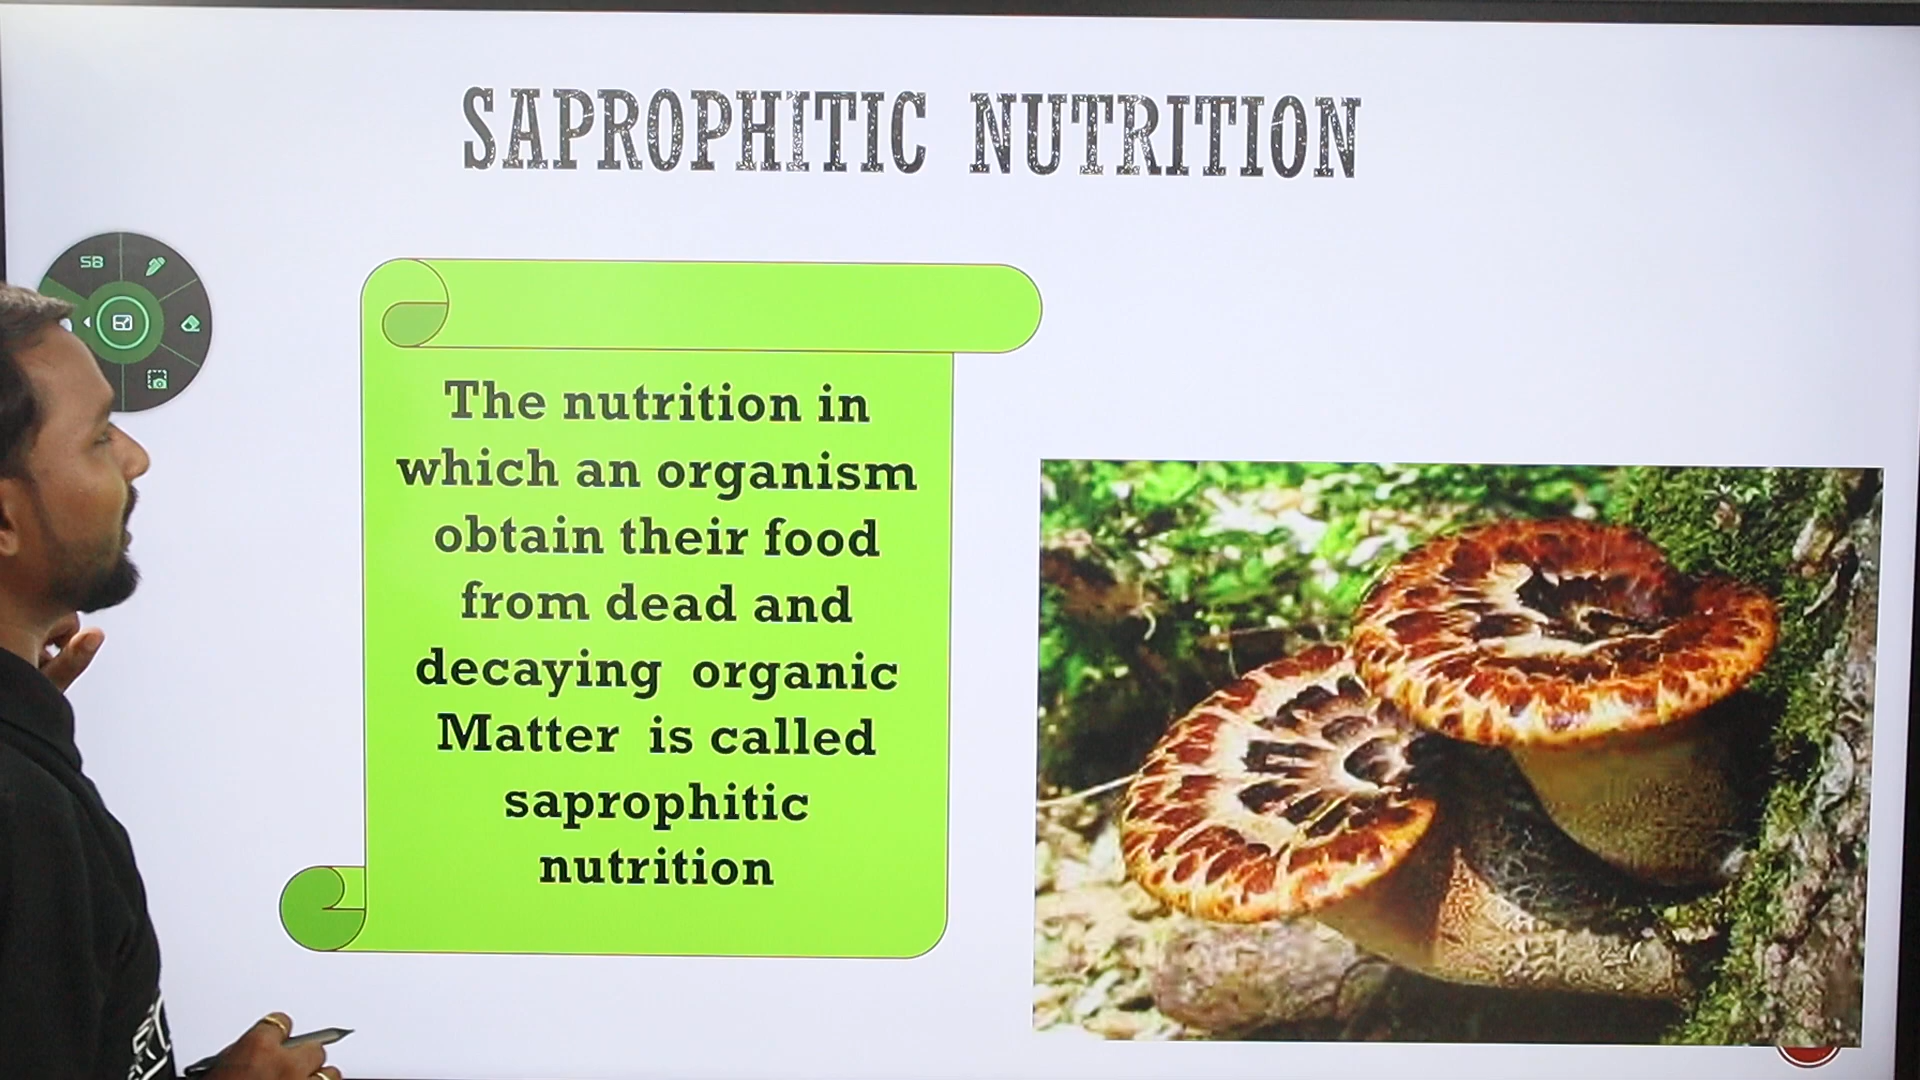 SAPROPHITIC NUTRITION
SB
The nutrition in
which an organism
obtain their food
from dead and
decaying organic
Matter is called
saprophitic
nutrition